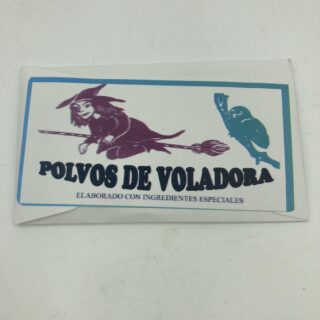 POLVOS DE VOLADORA
ELABORADO CON INGREDIENTES ESPECIALES